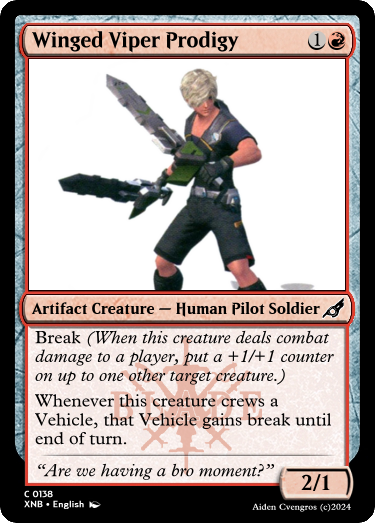 Winged Viper Prodigy 1
Artifact Creature — Human Pilot Soldier
Break (When this creature deals combat
damage to a player, put a +1/+1 counter
on up to one other target creature.)
Whenever this creature crews a
Vehicle, that Vehicle gains break until
end of turn.
“Are we having a bro moment?”
2/1
C 0138
XNB • English
Aiden Cvengros (c)2024